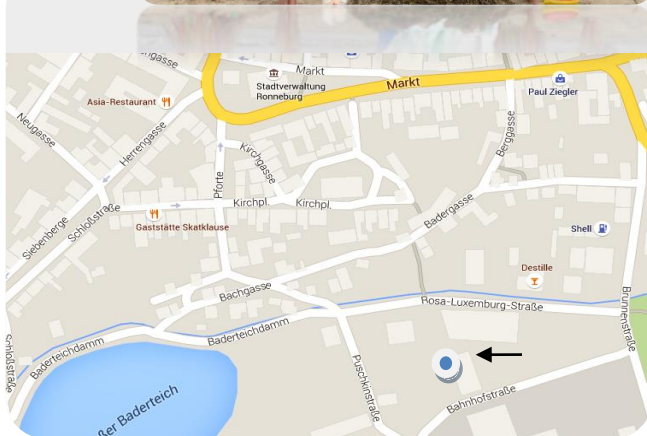 Markt
Stadtverwaltung
Ronneburg
Markt
Paul Ziegler
Asia-Restaurant
Neugasse
Herrengasse
Kirchgasse
Berggasse
Pforte
Siebenberge
Schloßstraße
Kirchpl.
Kirchpl.
Badergasse
Gaststätte Skatklause
Shell
Destille
Bachgasse
Rosa-Luxemburg-Straße
Brunnenstraße
Baderteichdamm
Baderteichdamm
Schloßstraße
Puschkinstraße
Bahnhofstraße
ßer Baderteich